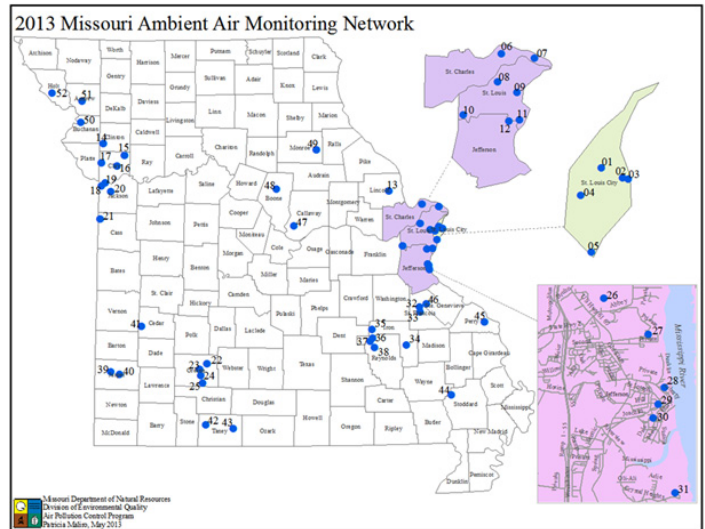 2013 Missouri Ambient Air Monitoring Network
Atchison
Nodaway
Worth
Harrison
Mercer
Putnam
Schuyler
Scotland
Clark
Gentry
Holt
52
51
Andrew
DeKalb
Daviess
Grundy
Sullivan
Adair
Knox
Lewis
50
Buchanan
Clinton
Caldwell
Livingston
Linn
Macon
Shelby
Marion
14
15
16
17
Platte
Clay
Ray
Carroll
Chariton
Randolph
Monroe
49
Ralls
Pike
18
19
20
Jackson
Lafayette
Saline
Howard
Boone
48
Audrain
Lincoln
13
21
Cass
Johnson
Pettis
Cooper
Callaway
47
Montgomery
Warren
St. Charles
St. Louis
Jefferson
Bates
Henry
Benton
Morgan
Moniteau
Cole
Osage
Gasconade
Franklin
Miller
Maries
St. Clair
Hickory
Camden
Pulaski
Phelps
Crawford
Washington
32
46
33
Vernon
41
Cedar
Polk
Dallas
Laclede
Dent
35
36
Iron
37
38
Reynolds
34
Madison
Perry
45
Barton
Dade
23
22
24
25
Webster
Wright
Texas
Shannon
Wayne
Bollinger
Cape Girardeau
39
40
Lawrence
Christian
Douglas
Howell
Carter
44
Stoddard
Scott
Mississippi
Newton
McDonald
Barry
Stone
42
Taney
43
Ozark
Oregon
Ripley
Butler
New Madrid
Dunklin
Pemiscot
06
07
St. Charles
08
St. Louis
09
10
11
12
Jefferson
01
02
03
St. Louis City
04
05
26
27
Mississippi River
28
29
30
31
Missouri Department of Natural Resources
Division of Environmental Quality
Air Pollution Control Program
Patricia Maliro, May 2013